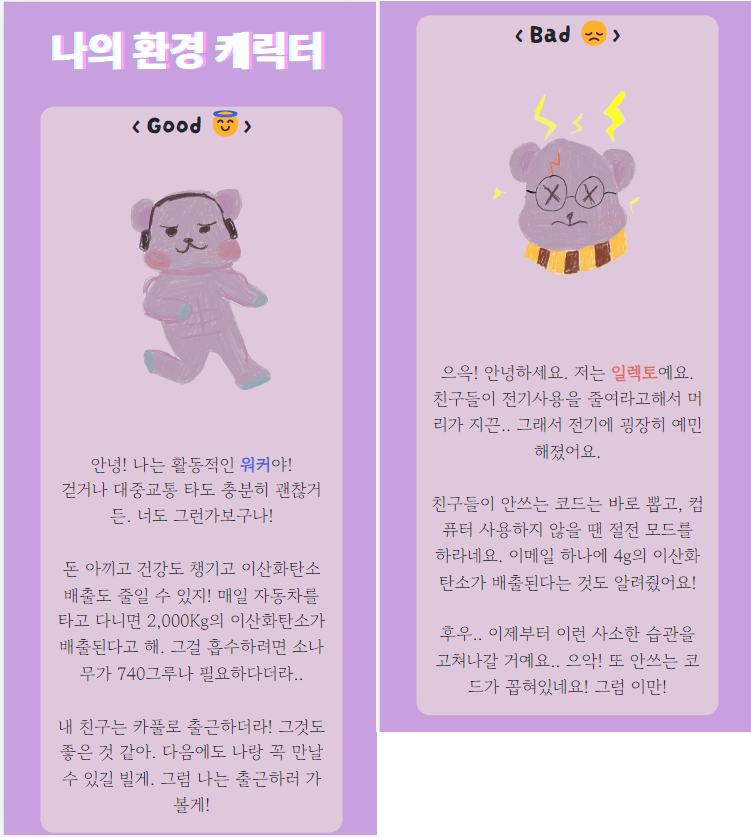 나의 환경 캐릭터
‹ Good 😇 ›
안녕! 나는 활동적인 워커야!
걷거나 대중교통 타도 충분히 괜찮거
든. 너도 그런가보구나!
돈 아끼고 건강도 챙기고 이산화탄소
배출도 줄일 수 있지! 매일 자동차를
타고 다니면 2,000Kg의 이산화탄소가
배출된다고 해. 그걸 흡수하려면 소나
무가 740그루나 필요하다더라..
내 친구는 카풀로 출근하더라! 그것도
좋은 것 같아. 다음에도 나랑 꼭 만날
수 있길 빌게. 그럼 나는 출근하러 가
볼게!
‹ Bad 😞 ›
으윽! 안녕하세요. 저는 일렉토예요.
친구들이 전기사용을 줄여라고해서 머
리가 지끈.. 그래서 전기에 굉장히 예민
해졌어요.
친구들이 안쓰는 코드는 바로 뽑고, 컴
퓨터 사용하지 않을 땐 절전 모드를
하라네요. 이메일 하나에 4g의 이산화
탄소가 배출된다는 것도 알려줬어요!
후우.. 이제부터 이런 사소한 습관을
고쳐나갈 거예요.. 으악! 또 안쓰는 코
드가 꼽혀있네요! 그럼 이만!